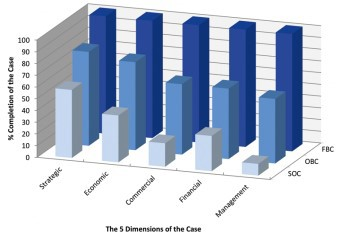 % Completion of the Case
100
90
80
70
60
50
40
30
20
10
0
Strategic
Economic
Commercial
Financial
Management
SOC
OBC
FBC
The 5 Dimensions of the Case